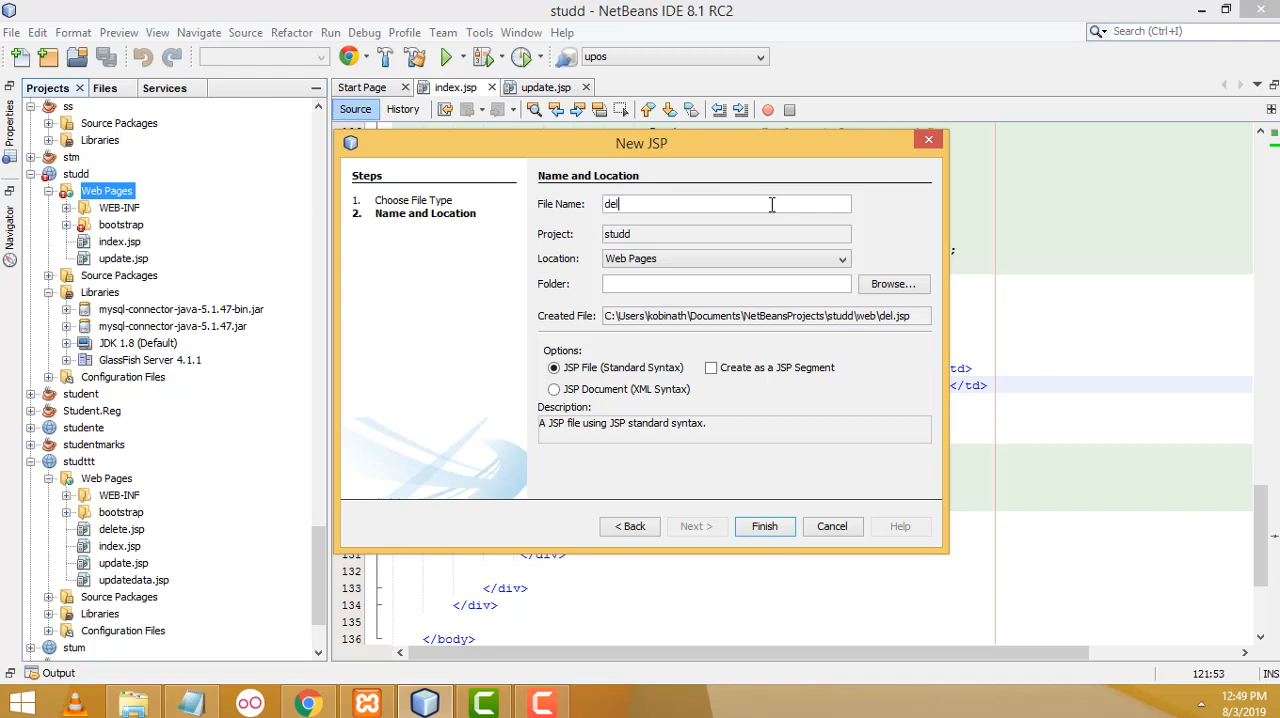 studd - NetBeans IDE 8.1 RC2
File Edit Format Preview View Navigate Source Refactor Run Debug Profile Team Tools Window Help
Search (Ctrl+I)
upos
Projects Files Services
Start Page index.jsp update.jsp
Source History
Properties
Navigator
ss
Source Packages
Libraries
stm
studd
Web Pages
WEB-INF
bootstrap
index.jsp
update.jsp
Source Packages
Libraries
mysql-connector-java-5.1.47-bin.jar
mysql-connector-java-5.1.47.jar
JDK 1.8 (Default)
GlassFish Server 4.1.1
Configuration Files
student
Student.Reg
studente
studentmarks
studttt
Web Pages
WEB-INF
bootstrap
delete.jsp
index.jsp
update.jsp
updatedata.jsp
Source Packages
Libraries
Configuration Files
stum
New JSP
Steps
1. Choose File Type
2. Name and Location
Name and Location
File Name: del
Project: studd
Location: Web Pages
Folder:
Browse...
Created File: C:\Users\kobinath\Documents\NetBeansProjects\studd\web\del.jsp
Options:
JSP File (Standard Syntax) Create as a JSP Segment
JSP Document (XML Syntax)
Description:
A JSP file using JSP standard syntax.
< Back Next > Finish Cancel Help
;
td>
</td>
</div>
132
133 </div>
134 </div>
135
136 </body>
Output
121:53 INS
12:49 PM
8/3/2019